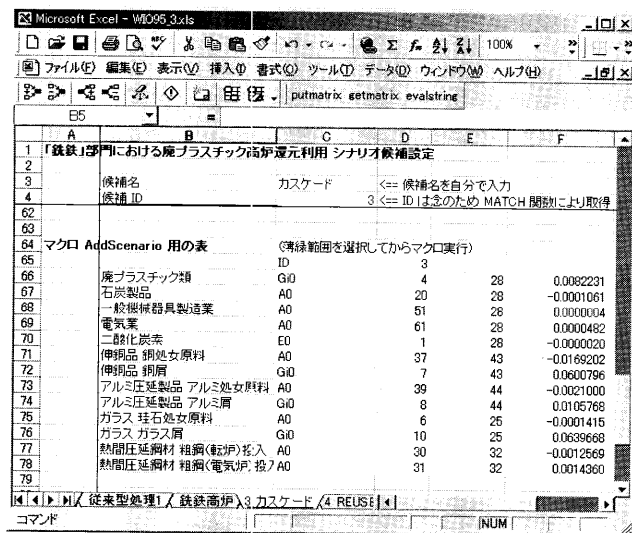 Microsoft Excel - WIO95_3.xls
100%
ファイル(F) 編集(E) 表示(V) 挿入(I) 書式(O) ツール(T) データ(D) ウィンドウ(W) ヘルプ(H)
putmatrix getmatrix evalstring
B5 =
A B C D E F
1 「銑鉄」部門における廃プラスチック高炉還元利用 シナリオ候補設定
2
3 候補名 カスケード <== 候補名を自分で入力
4 候補 ID 3 <== IDは念のため MATCH 関数により取得
62
63
64 マクロ AddScenario 用の表 (薄緑範囲を選択してからマクロ実行)
65 ID 3
66 廃プラスチック類 Gi0 4 28 0.0082231
67 石炭製品 A0 20 28 -0.0001061
68 一般機械器具製造業 A0 51 28 0.0000004
69 電気業 A0 61 28 0.0000482
70 二酸化炭素 E0 1 28 -0.0000020
71 伸銅品 銅処女原料 A0 37 43 -0.0169202
72 伸銅品 銅屑 Gi0 7 43 0.0600796
73 アルミ圧延製品 アルミ処女原料 A0 39 44 -0.0021000
74 アルミ圧延製品 アルミ屑 Gi0 8 44 0.0105768
75 ガラス 珪石処女原料 A0 6 25 -0.0001415
76 ガラス ガラス屑 Gi0 10 25 0.0639668
77 熱間圧延鋼材 粗鋼(転炉)投入 A0 30 32 -0.0012569
78 熱間圧延鋼材 粗鋼(電気炉)投入 A0 31 32 0.0014360
79
従来型処理1 銑鉄高炉 3 カスケード 4 REUSE
コマンド NUM